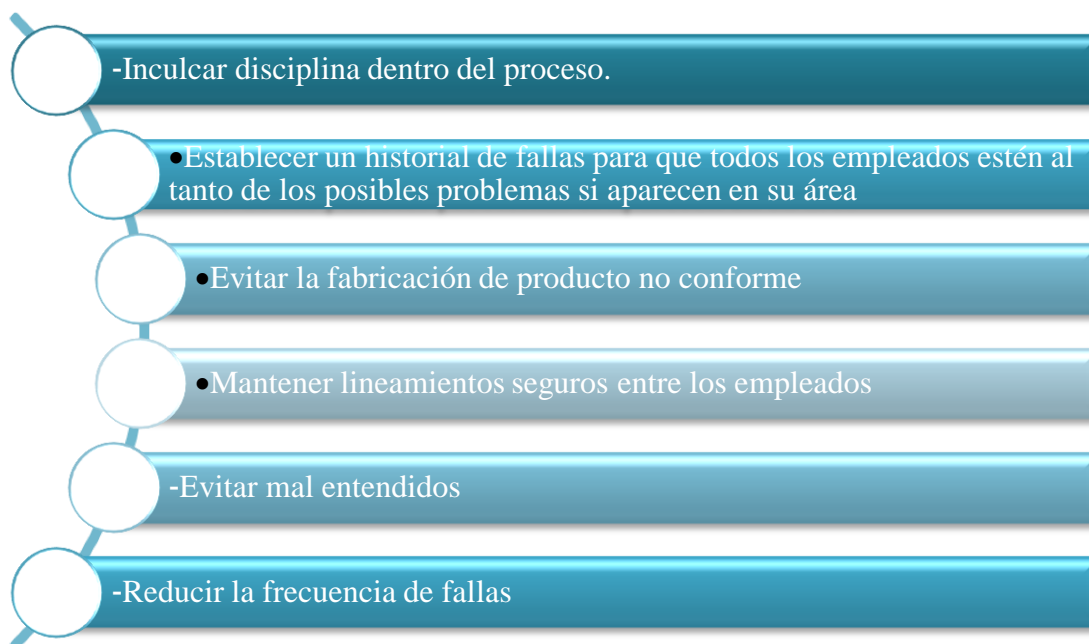 -Inculcar disciplina dentro del proceso.
•Establecer un historial de fallas para que todos los empleados estén al
tanto de los posibles problemas si aparecen en su área
•Evitar la fabricación de producto no conforme
•Mantener lineamientos seguros entre los empleados
-Evitar mal entendidos
-Reducir la frecuencia de fallas